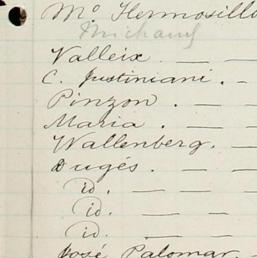 Mo Hermosillo
Michaud
Valleix — —
C. Justiniani. -
Pinzon. — —
Maria. — —
Wallenberg. —
Dugés. — —
id. — — —
id. — — —
id. — — —
José Palomar. —